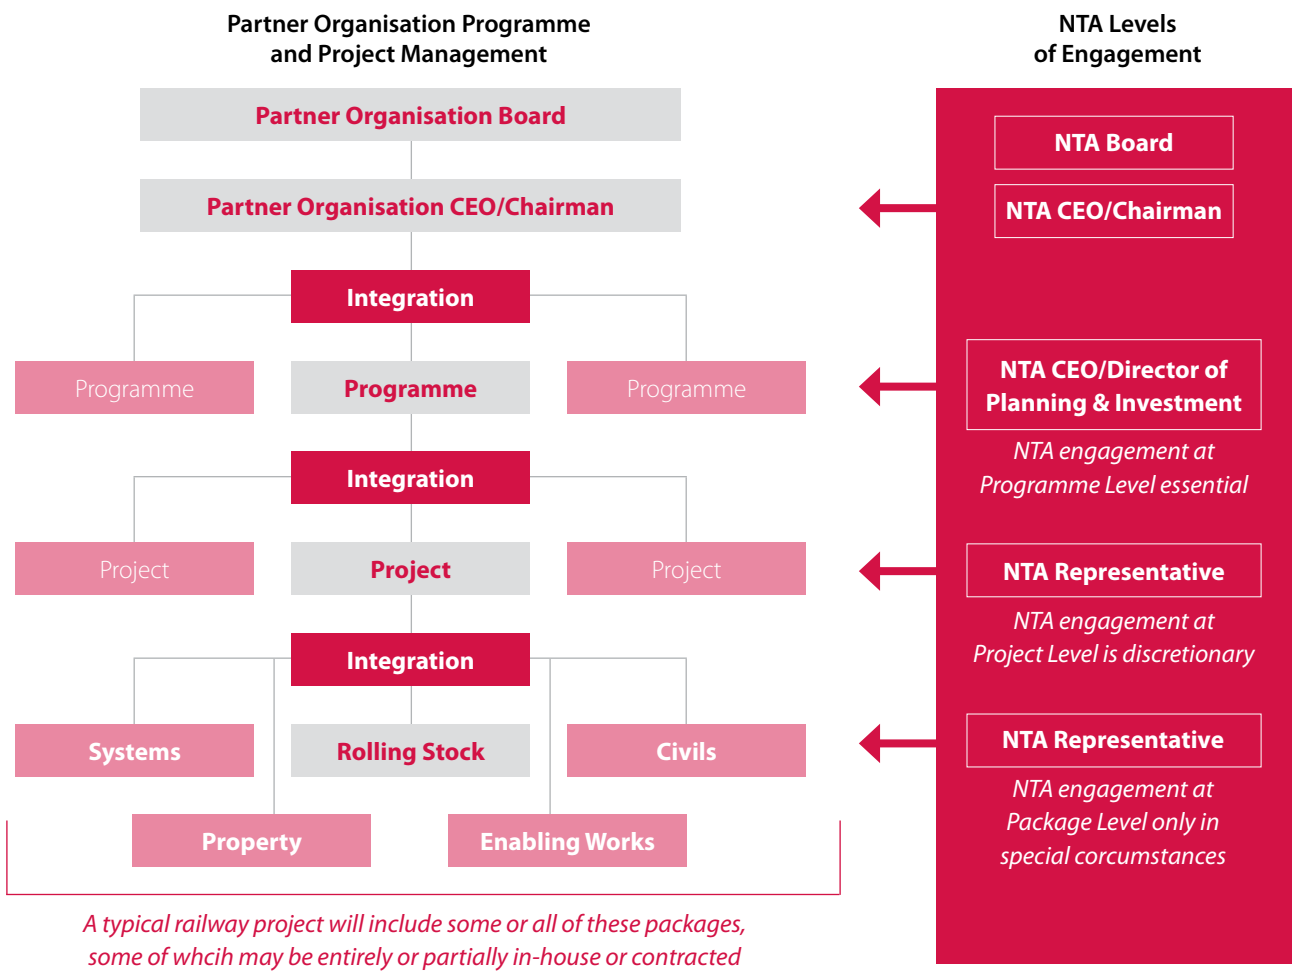 Partner Organisation Programme
and Project Management
Partner Organisation Board
Partner Organisation CEO/Chairman
Integration
Programme
Programme
Programme
Integration
Project
Project
Project
Integration
Systems
Rolling Stock
Civils
Property
Enabling Works
A typical railway project will include some or all of these packages,
some of whcih may be entirely or partially in-house or contracted
NTA Levels
of Engagement
NTA Board
NTA CEO/Chairman
NTA CEO/Director of
Planning & Investment
NTA engagement at
Programme Level essential
NTA Representative
NTA engagement at
Project Level is discretionary
NTA Representative
NTA engagement at
Package Level only in
special corcumstances